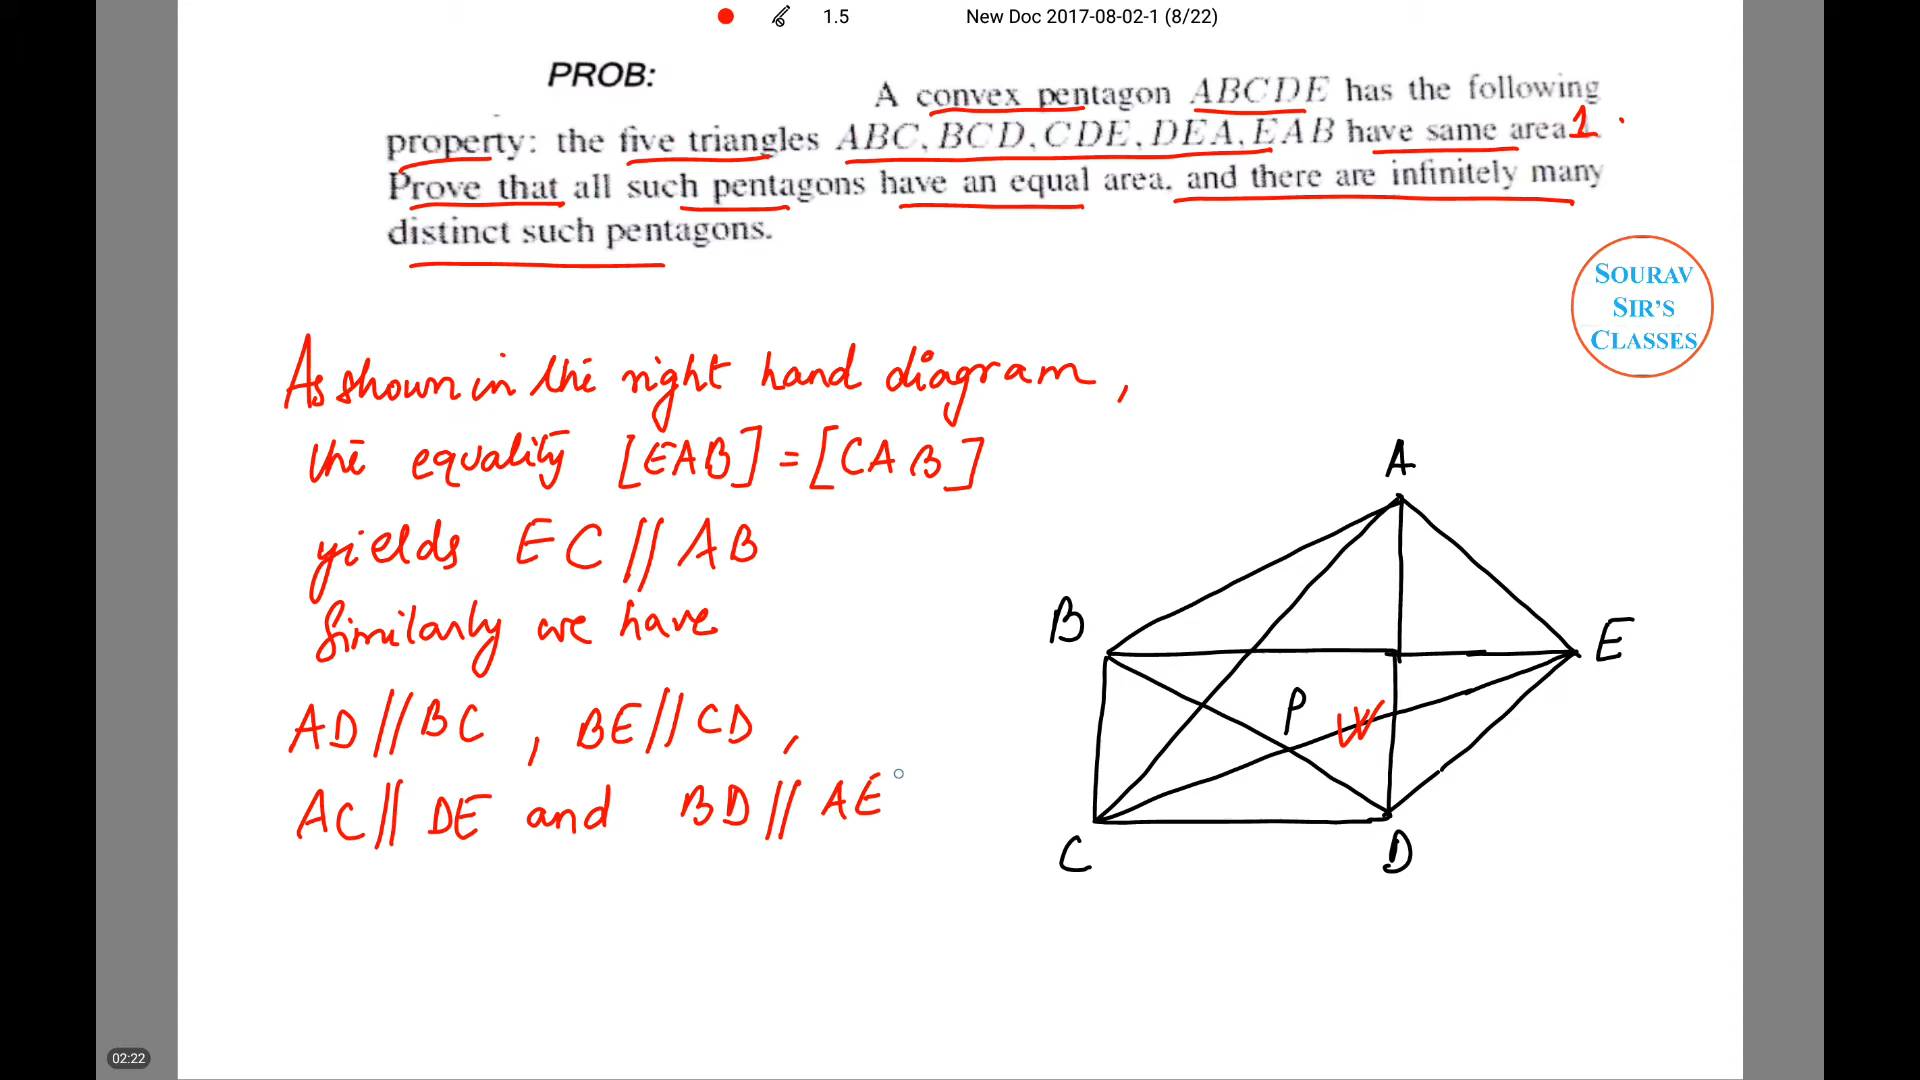 1.5 New Doc 2017-08-02-1 (8/22)
PROB:
A convex pentagon ABCDE has the following
property: the five triangles ABC, BCD, CDE, DEA, EAB have same area 1.
Prove that all such pentagons have an equal area, and there are infinitely many
distinct such pentagons.
SOURAV
SIR'S
CLASSES
As shown in the right hand diagram,
the equality [EAB] = [CAB]
yields EC // AB
Similarly we have
AD // BC , BE // CD ,
AC // DE and BD // AE
A
B
E
P
W
C
D
02:22